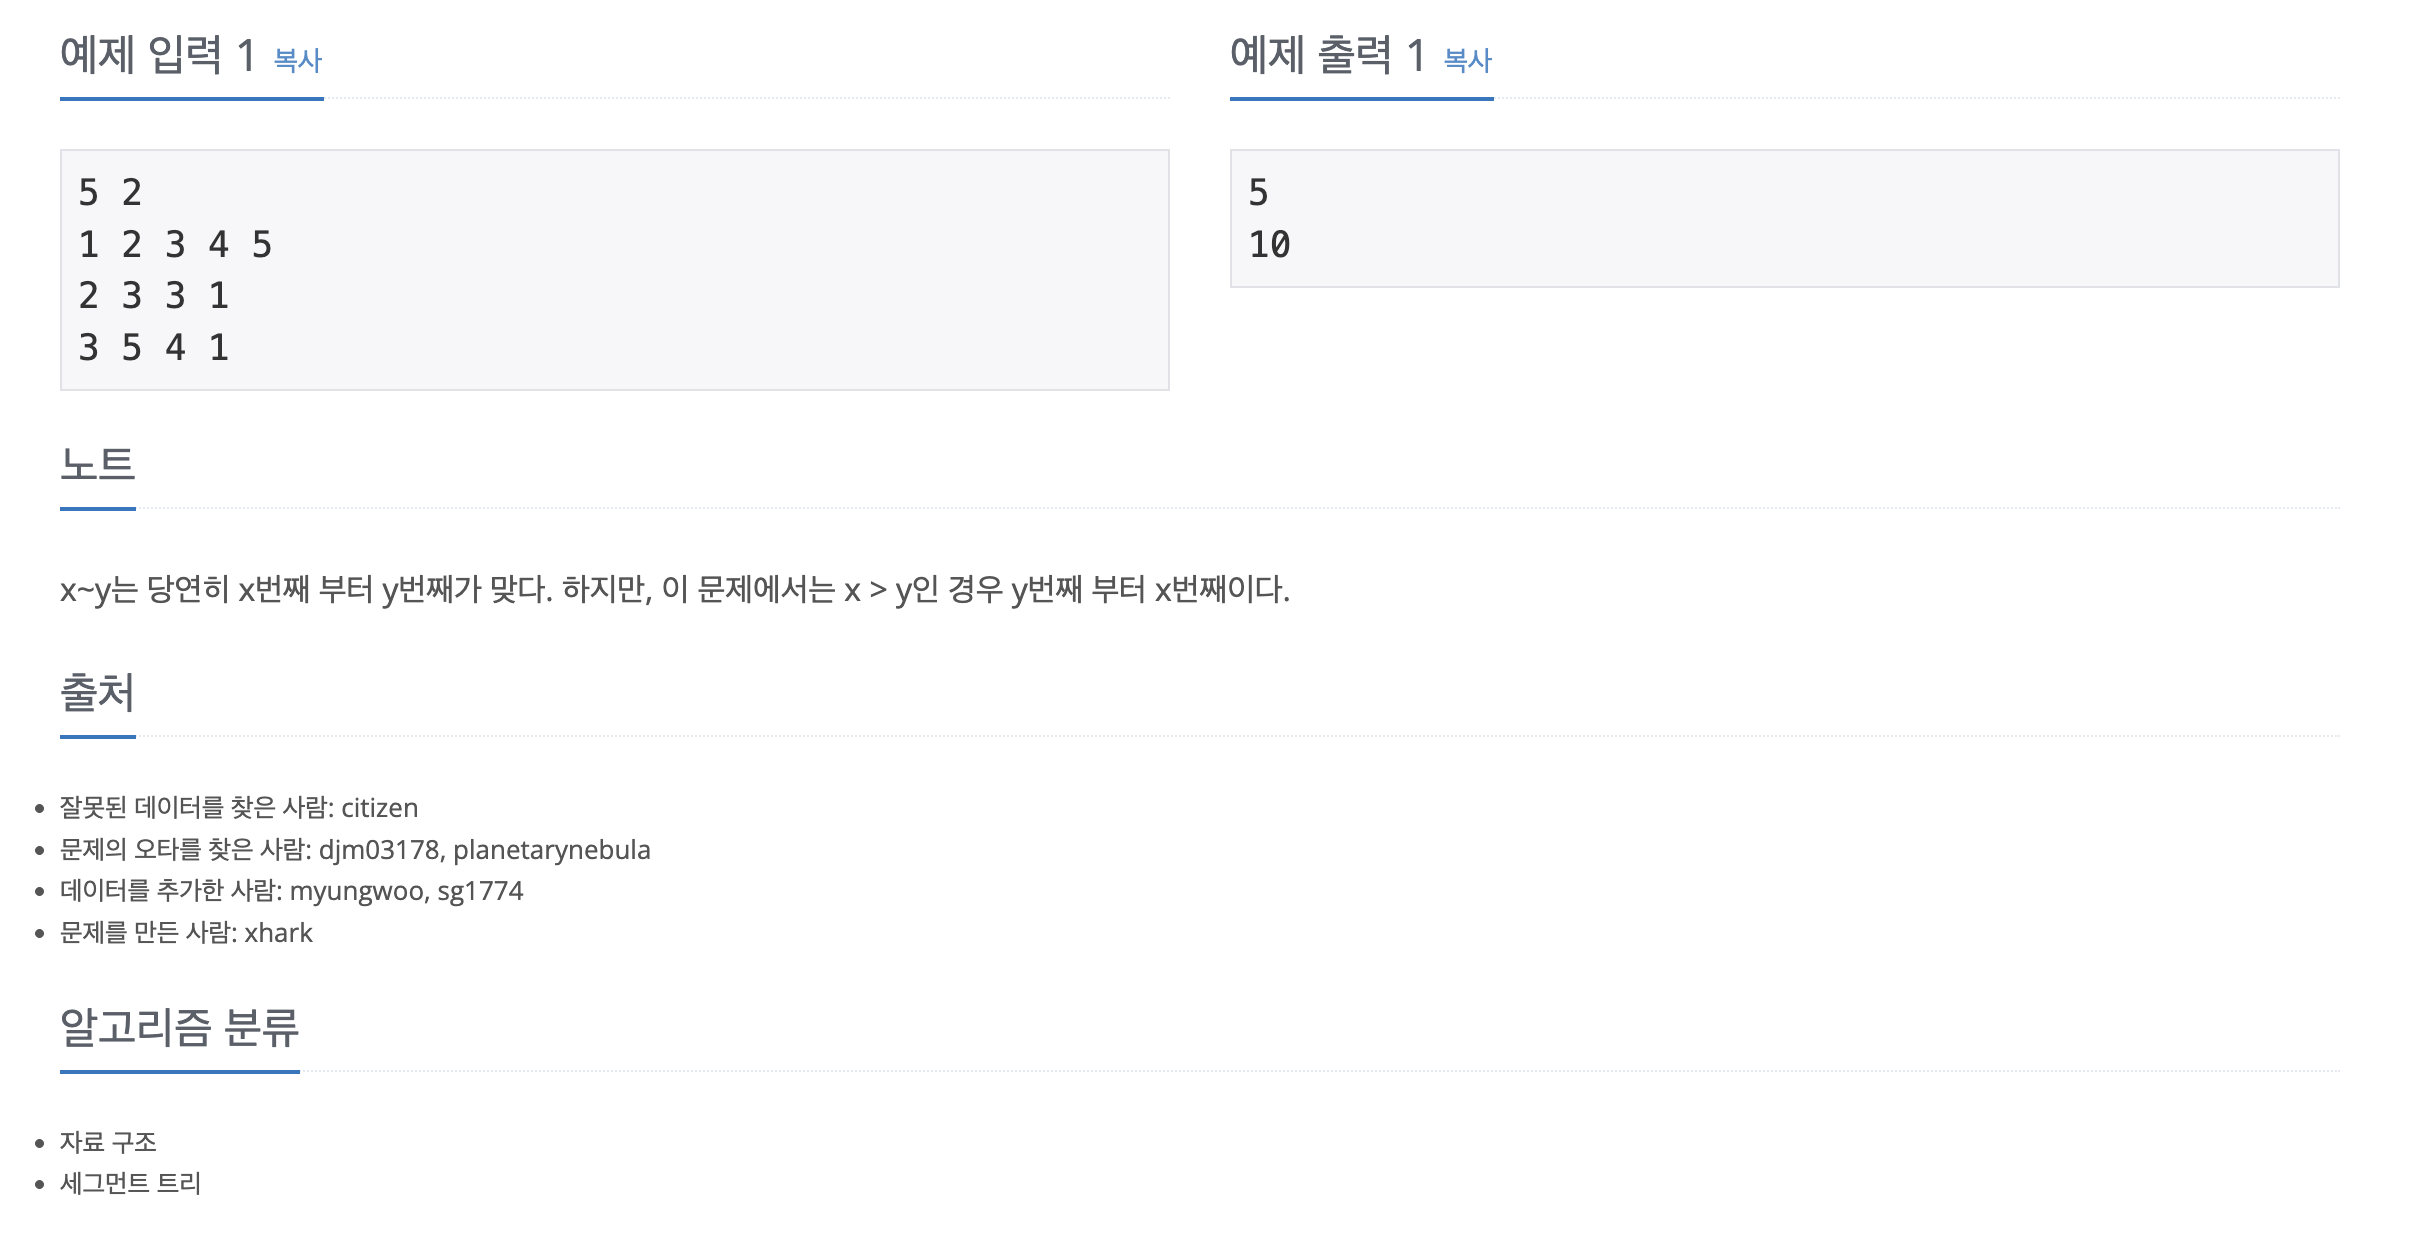 예제 입력 1 복사
5 2
1 2 3 4 5
2 3 3 1
3 5 4 1
예제 출력 1 복사
5
10
노트
x~y는 당연히 x번째 부터 y번째가 맞다. 하지만, 이 문제에서는 x > y인 경우 y번째 부터 x번째이다.
출처
잘못된 데이터를 찾은 사람: citizen
문제의 오타를 찾은 사람: djm03178, planetarynebula
데이터를 추가한 사람: myungwoo, sg1774
문제를 만든 사람: xhark
알고리즘 분류
자료 구조
세그먼트 트리